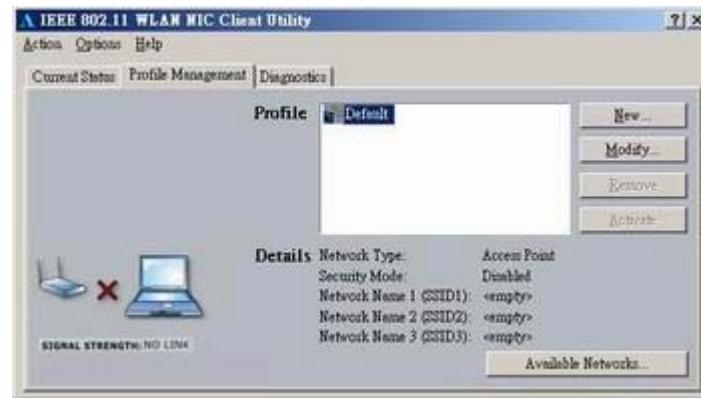 IEEE 802.11 WLAN NIC Client Utility
Action Options Help
Current Status Profile Management Diagnostics
Profile Default
New...
Modify...
Remove
Activate
Details Network Type: Access Point
Security Mode: Disabled
Network Name 1 (SSID1): <empty>
Network Name 2 (SSID2): <empty>
Network Name 3 (SSID3): <empty>
SIGNAL STRENGTH: NO LINK
Available Networks...